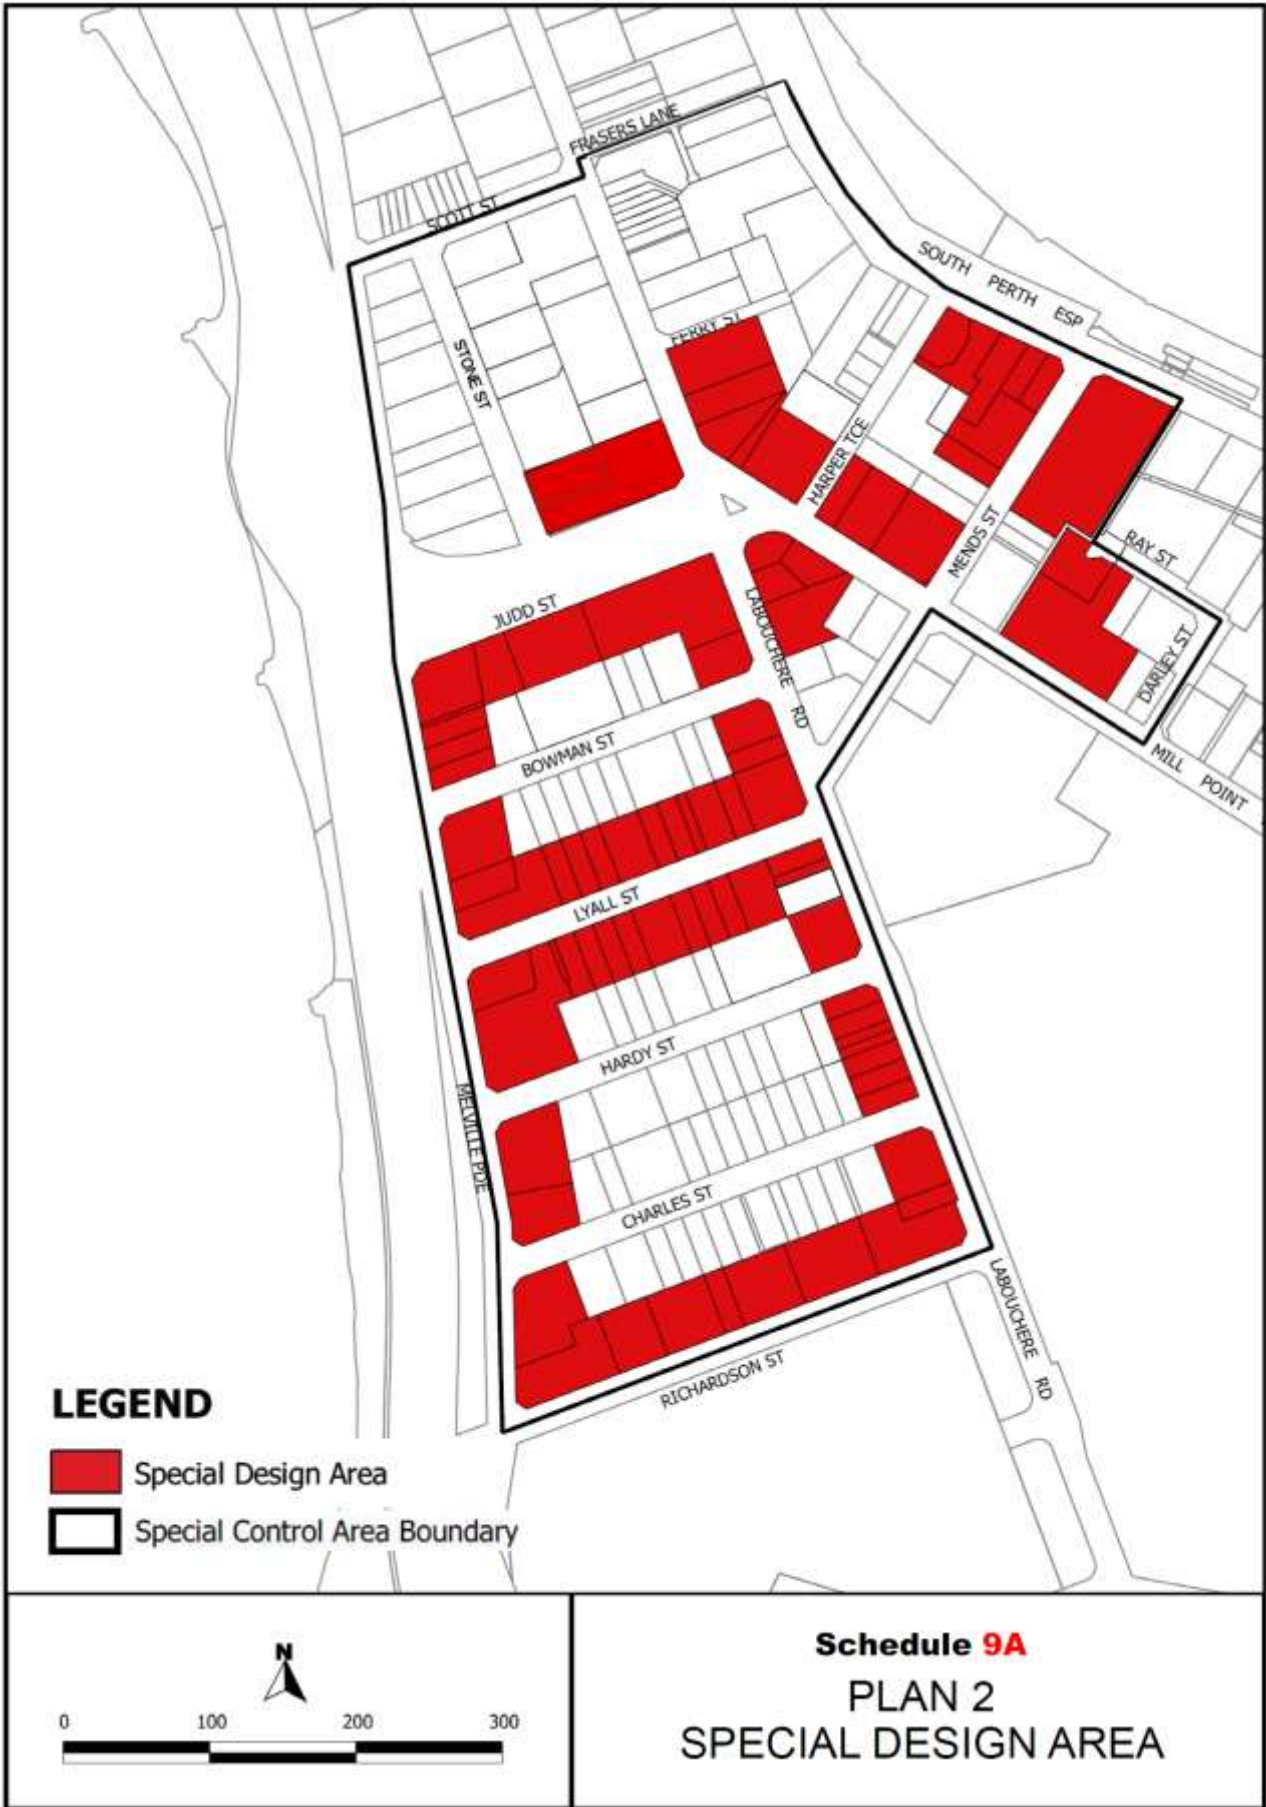 FRASERS LANE
SCOTT ST
SOUTH PERTH ESP
FERRY ST
STONE ST
HARPER TCE
MENDS ST
RAY ST
JUDD ST
LABOUCHERE RD
DARLEY ST
BOWMAN ST
MILL POINT
LYALL ST
HARDY ST
MELVILLE PDE
CHARLES ST
LABOUCHERE RD
RICHARDSON ST
LEGEND
Special Design Area
Special Control Area Boundary
N
0 100 200 300
Schedule 9A
PLAN 2
SPECIAL DESIGN AREA